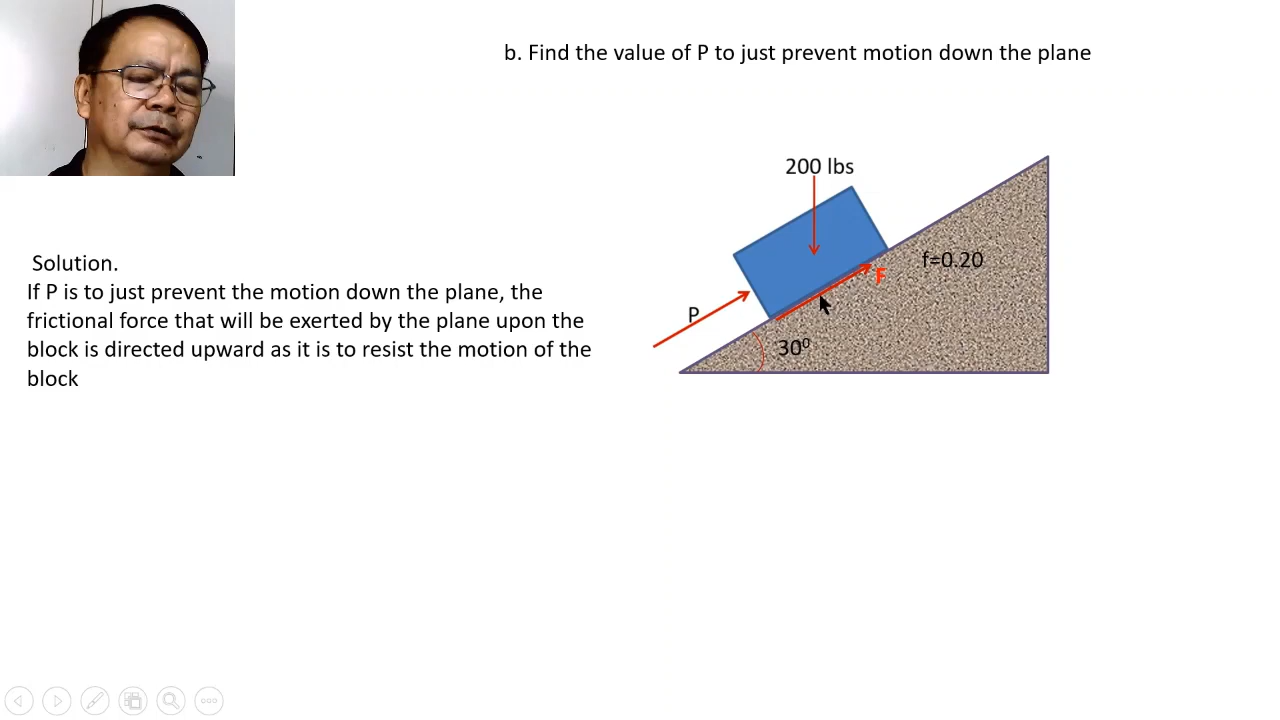 b. Find the value of P to just prevent motion down the plane
200 lbs
Solution.
If P is to just prevent the motion down the plane, the
frictional force that will be exerted by the plane upon the
block is directed upward as it is to resist the motion of the
block
f=0.20
F
P
30⁰